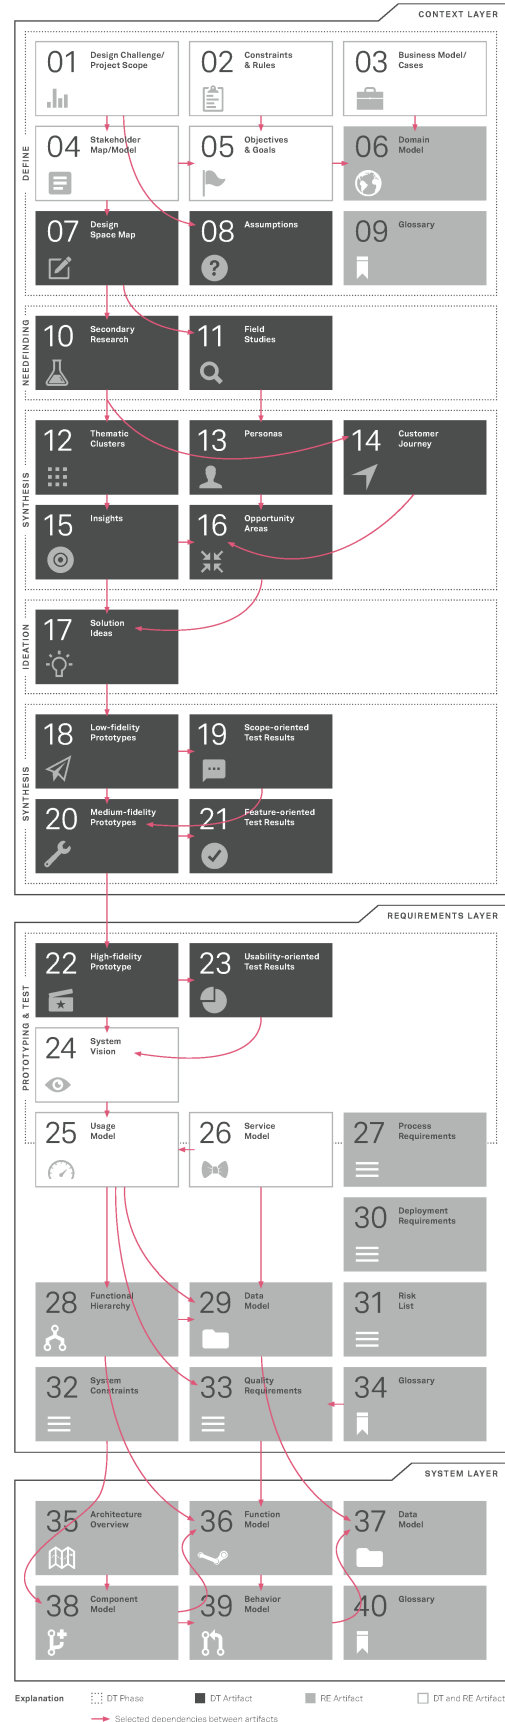 CONTEXT LAYER
DEFINE
01 Design Challenge/
Project Scope
02 Constraints
& Rules
03 Business Model/
Cases
04 Stakeholder
Map/Model
05 Objectives
& Goals
06 Domain
Model
07 Design
Space Map
08 Assumptions
09 Glossary
NEEDFINDING
10 Secondary
Research
11 Field
Studies
SYNTHESIS
12 Thematic
Clusters
13 Personas
14 Customer
Journey
15 Insights
16 Opportunity
Areas
IDEATION
17 Solution
Ideas
SYNTHESIS
18 Low-fidelity
Prototypes
19 Scope-oriented
Test Results
20 Medium-fidelity
Prototypes
21 Feature-oriented
Test Results
REQUIREMENTS LAYER
PROTOTYPING & TEST
22 High-fidelity
Prototype
23 Usability-oriented
Test Results
24 System
Vision
25 Usage
Model
26 Service
Model
27 Process
Requirements
30 Deployment
Requirements
28 Functional
Hierarchy
29 Data
Model
31 Risk
List
32 System
Constraints
33 Quality
Requirements
34 Glossary
SYSTEM LAYER
35 Architecture
Overview
36 Function
Model
37 Data
Model
38 Component
Model
39 Behavior
Model
40 Glossary
Explanation
DT Phase
DT Artifact
RE Artifact
DT and RE Artifact
Selected dependencies between artifacts